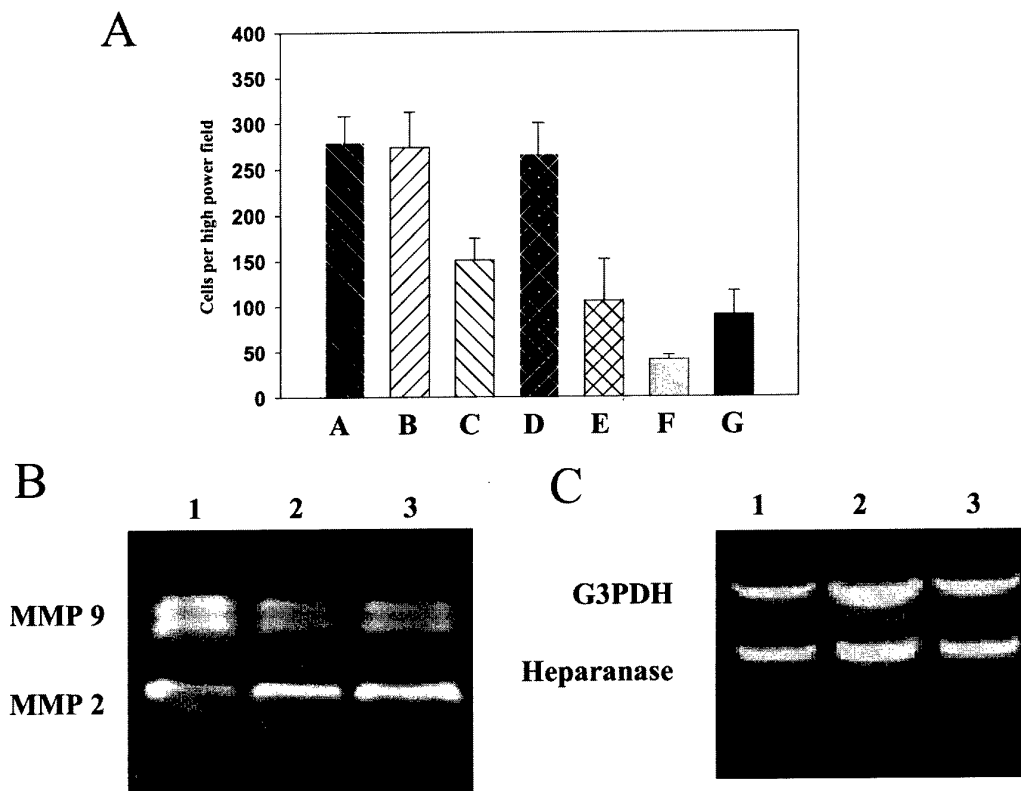 A
400
350
300
250
200
150
100
50
0
Cells per high power field
A B C D E F G
B
1 2 3
MMP 9
MMP 2
C
1 2 3
G3PDH
Heparanase